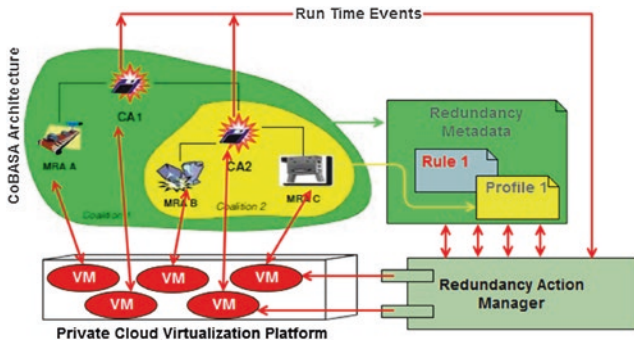 Run Time Events
CoBASA Architecture
CA1
MRA A
CA2
MRA B
MRA C
Coalition 1
Coalition 2
Redundancy
Metadata
Rule 1
Profile 1
VM
VM
VM
VM
VM
Redundancy Action
Manager
Private Cloud Virtualization Platform